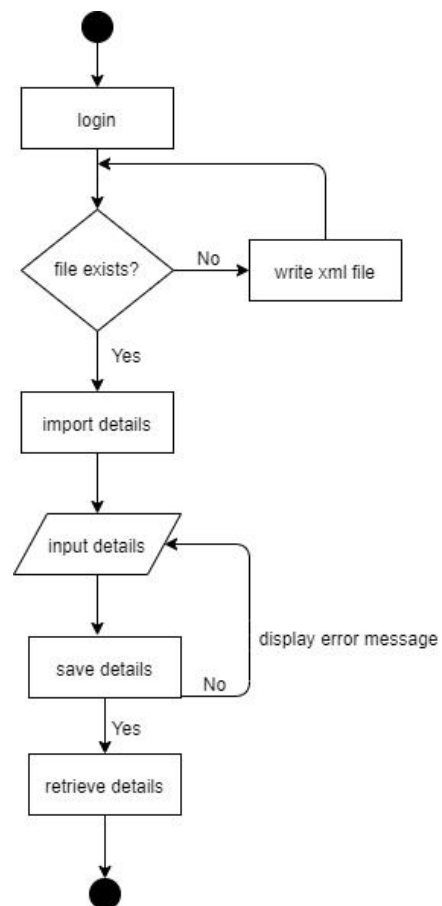 login
file exists?
No
write xml file
Yes
import details
input details
display error message
save details
No
Yes
retrieve details